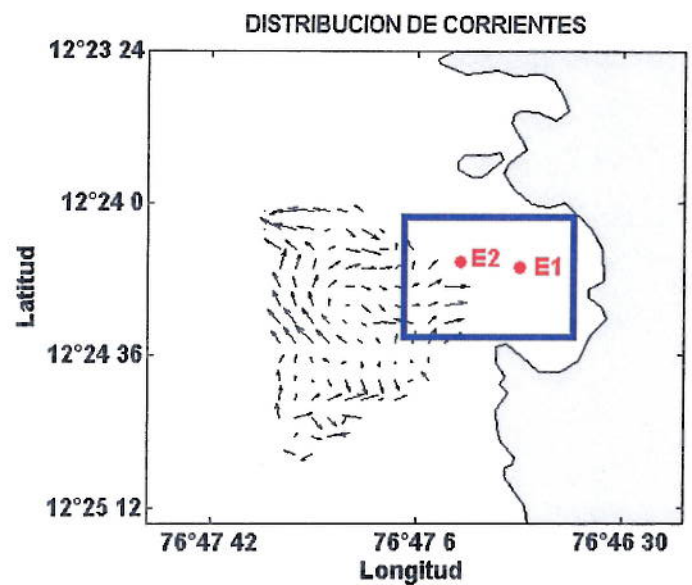 DISTRIBUCION DE CORRIENTES
12°23 24
12°24 0
12°24 36
12°25 12
Latitud
E2
E1
76°47 42
76°47 6
76°46 30
Longitud